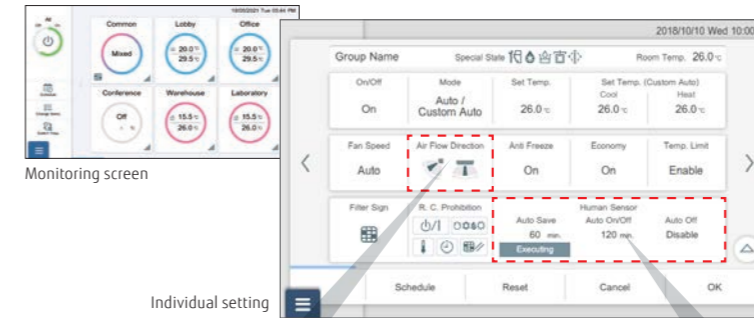 10/05/2021 Tue 03:44 PM
All
Common
Lobby
Office
Mixed
20.0°c
29.5°c
20.0°c
29.5°c
Conference
Warehouse
Laboratory
Off
15.5°c
26.0°c
15.5°c
26.0°c
Monitoring screen
2018/10/10 Wed 10:00
Group Name
Special State
Room Temp. 26.0°c
On/Off
Mode
Set Temp.
Set Temp. (Custom Auto)
Cool
Heat
On
Auto /
Custom Auto
26.0°c
26.0°c
26.0°c
Fan Speed
Air Flow Direction
Anti Freeze
Economy
Temp. Limit
Auto
On
On
Enable
Filter Sign
R. C. Prohibition
Human Sensor
Auto Save
Auto On/Off
Auto Off
60 min.
120 min.
Disable
Executing
Schedule
Reset
Cancel
OK
Individual setting